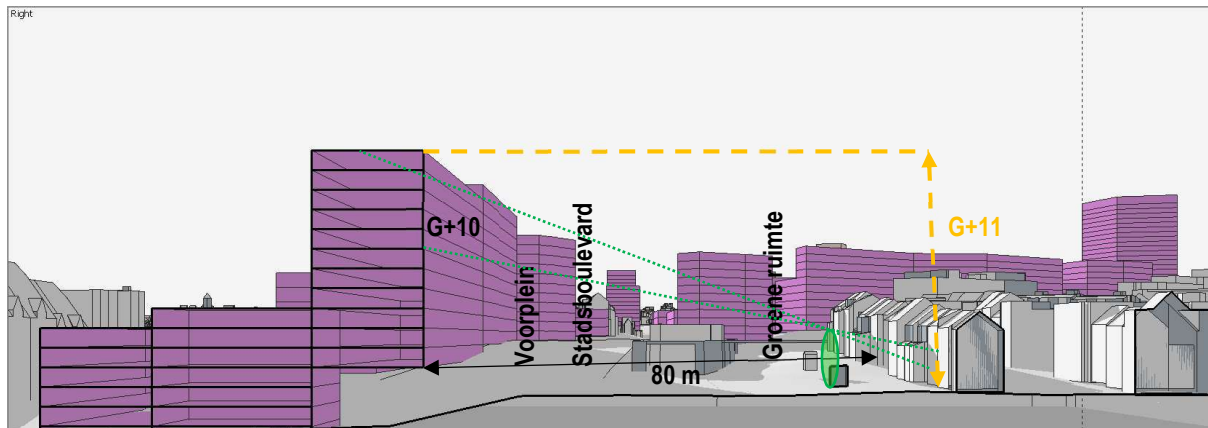 Right
G+10
Voorplein
Stadsboulevard
Groene ruimte
G+11
80 m